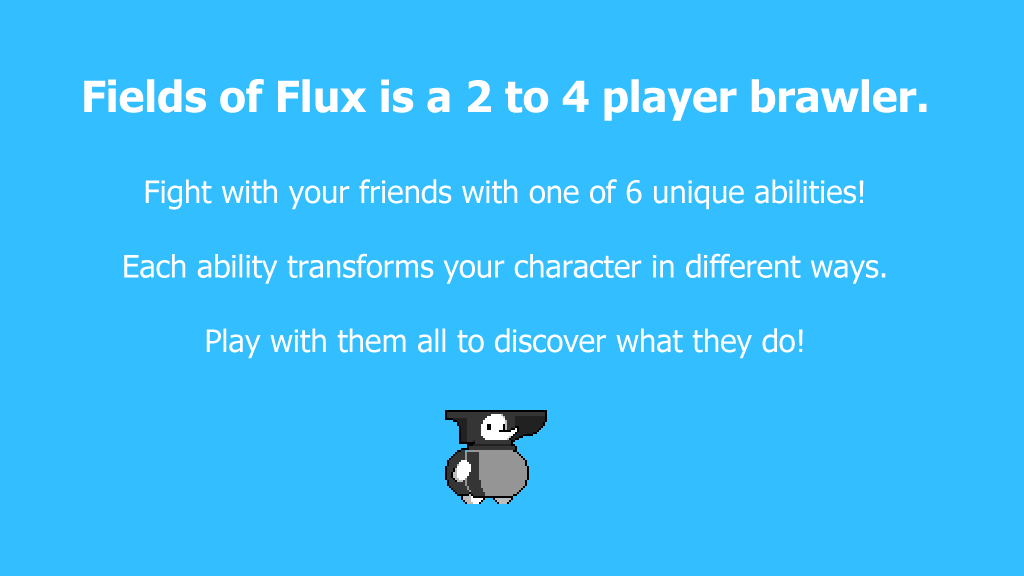 Fields of Flux is a 2 to 4 player brawler.
Fight with your friends with one of 6 unique abilities!
Each ability transforms your character in different ways.
Play with them all to discover what they do!